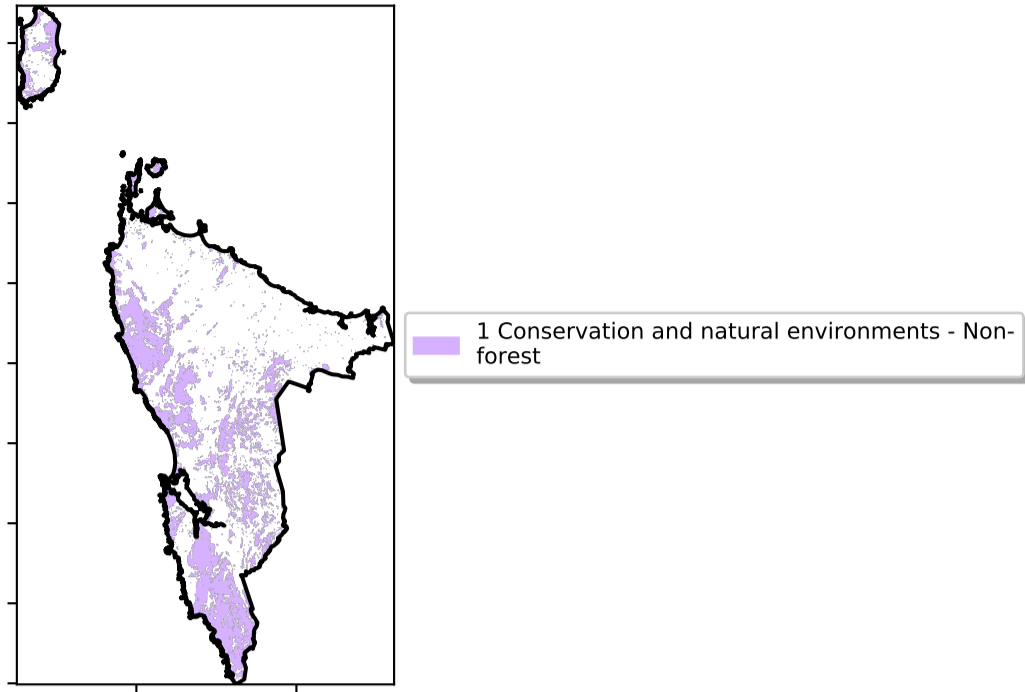 1 Conservation and natural environments - Non-
forest